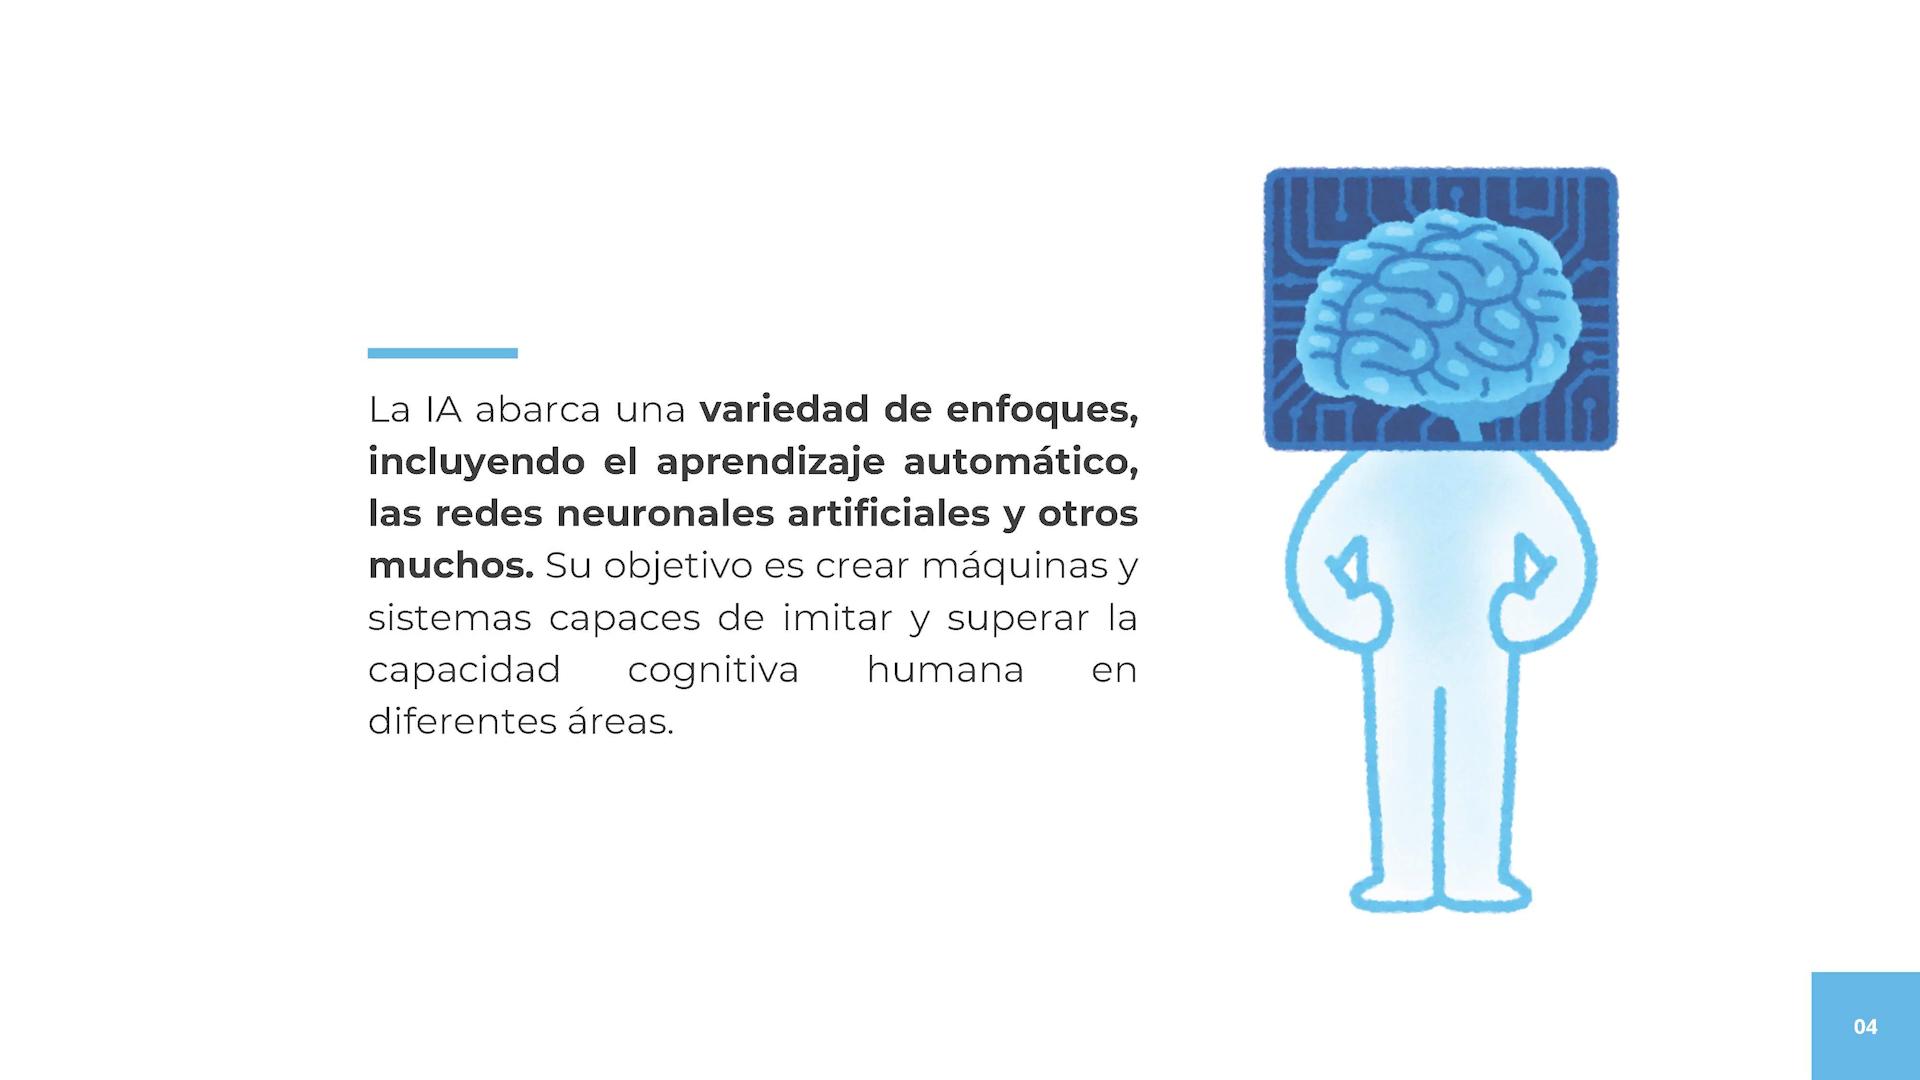 La IA abarca una variedad de enfoques,
incluyendo el aprendizaje automático,
las redes neuronales artificiales y otros
muchos. Su objetivo es crear máquinas y
sistemas capaces de imitar y superar la
capacidad cognitiva humana en
diferentes áreas.
04